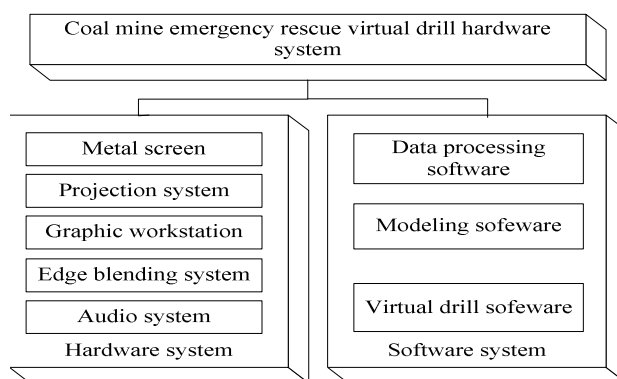 Coal mine emergency rescue virtual drill hardware
system
Metal screen
Projection system
Graphic workstation
Edge blending system
Audio system
Hardware system
Data processing
software
Modeling sofeware
Virtual drill sofeware
Software system